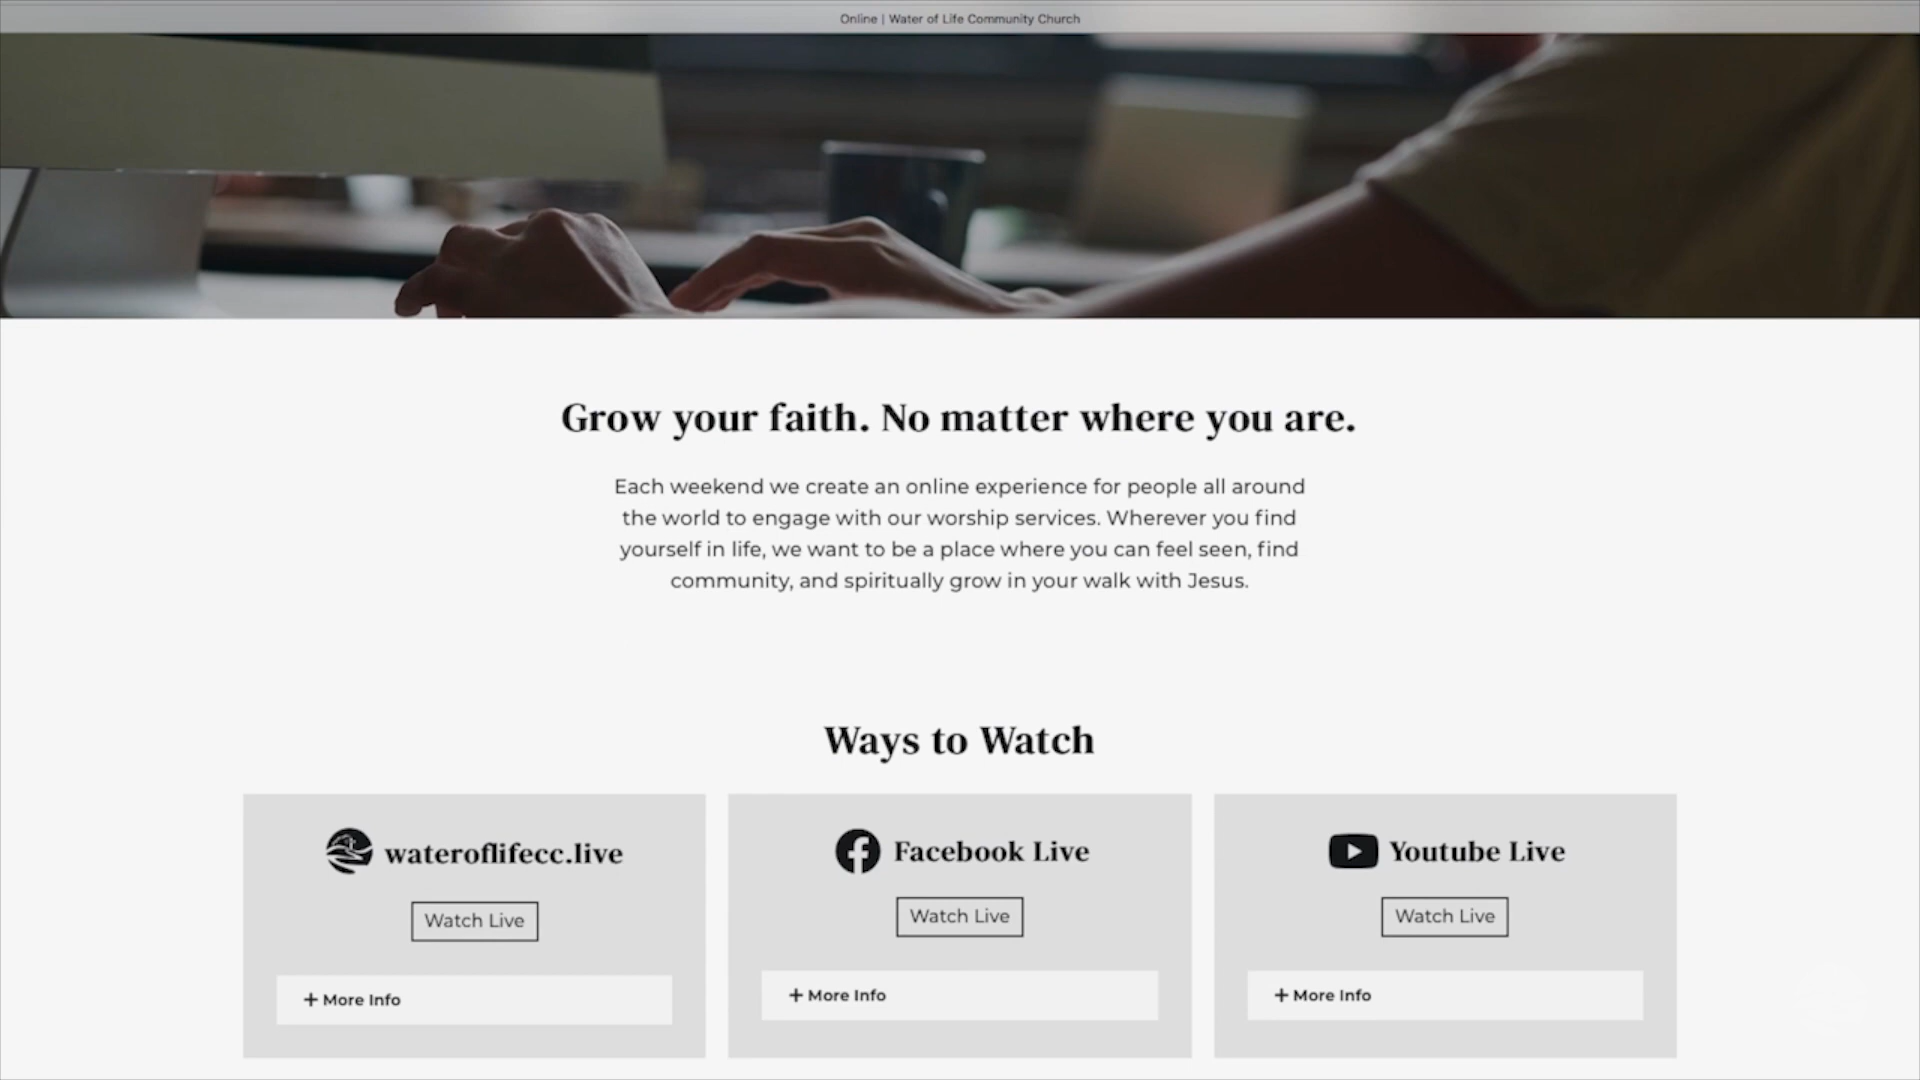 Online | Water of Life Community Church
Grow your faith. No matter where you are.
Each weekend we create an online experience for people all around
the world to engage with our worship services. Wherever you find
yourself in life, we want to be a place where you can feel seen, find
community, and spiritually grow in your walk with Jesus.
Ways to Watch
wateroflifecc.live
Watch Live
+ More Info
Facebook Live
Watch Live
+ More Info
Youtube Live
Watch Live
+ More Info